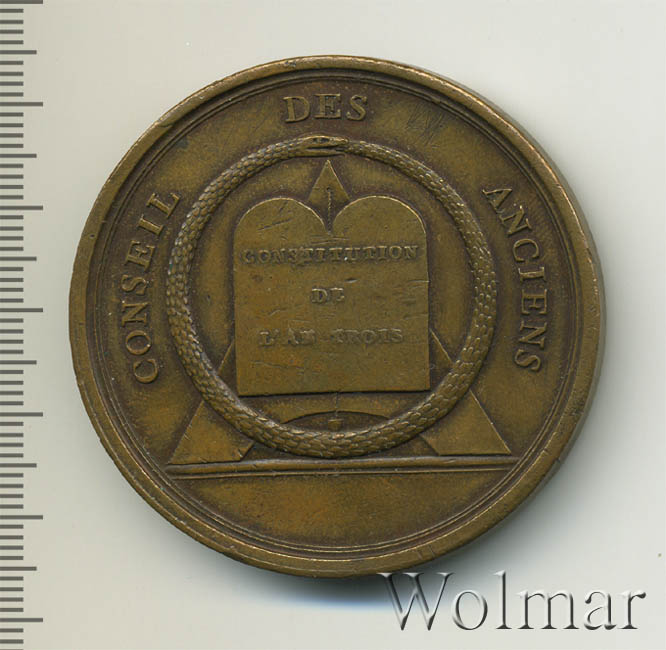 CONSEIL DES ANCIENS
CONSTITUTION
DE
L'AN TROIS
Wolmar